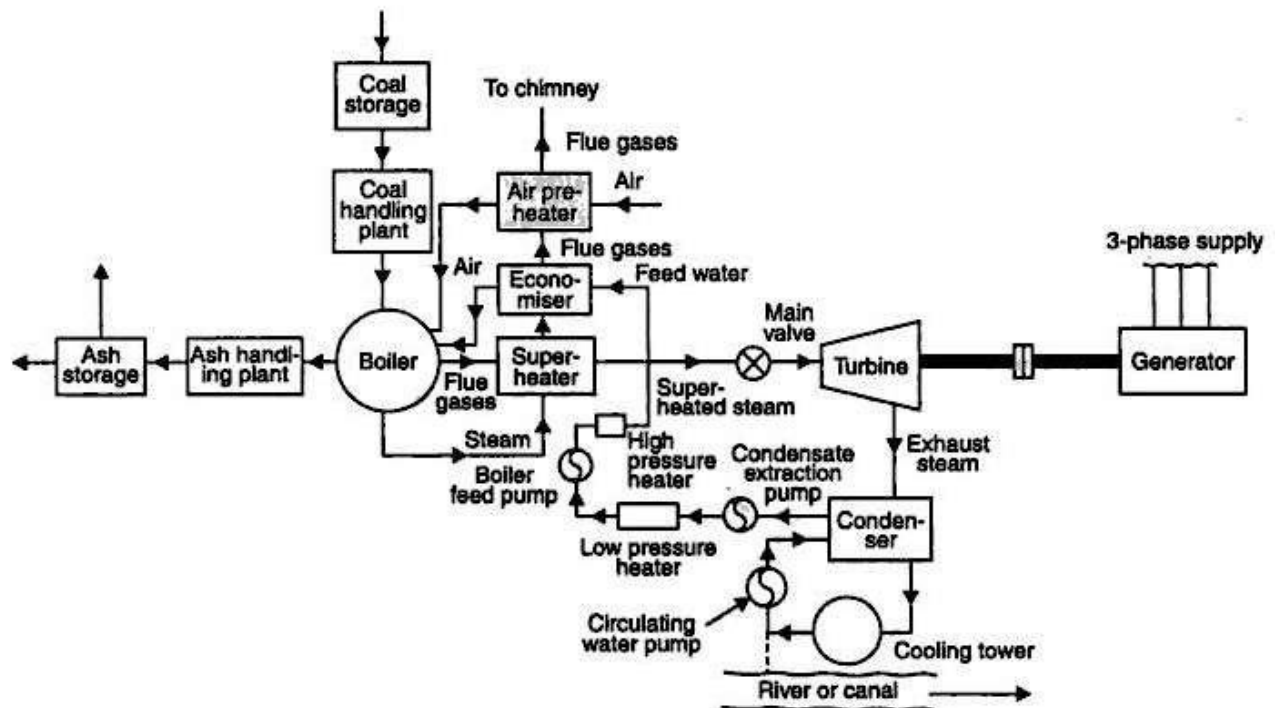 Coal
storage
To chimney
Flue gases
Coal
handling
plant
Air pre-
heater
Air
Flue gases
Air
Econo-
miser
Feed water
3-phase supply
Main
valve
Ash
storage
Ash handl-
ing plant
Boiler
Flue
gases
Super-
heater
Super-
heated steam
Turbine
Generator
Steam
Boiler
feed pump
High
pressure
heater
Condensate
extraction
pump
Exhaust
steam
Conden-
ser
Low pressure
heater
Circulating
water pump
Cooling tower
River or canal